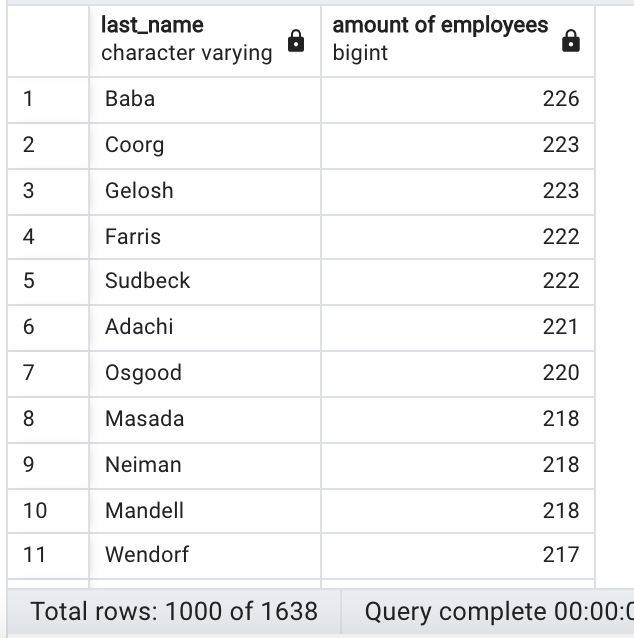 last_name amount of employees
character varying bigint
1 Baba 226
2 Coorg 223
3 Gelosh 223
4 Farris 222
5 Sudbeck 222
6 Adachi 221
7 Osgood 220
8 Masada 218
9 Neiman 218
10 Mandell 218
11 Wendorf 217
Total rows: 1000 of 1638 Query complete 00:00:0